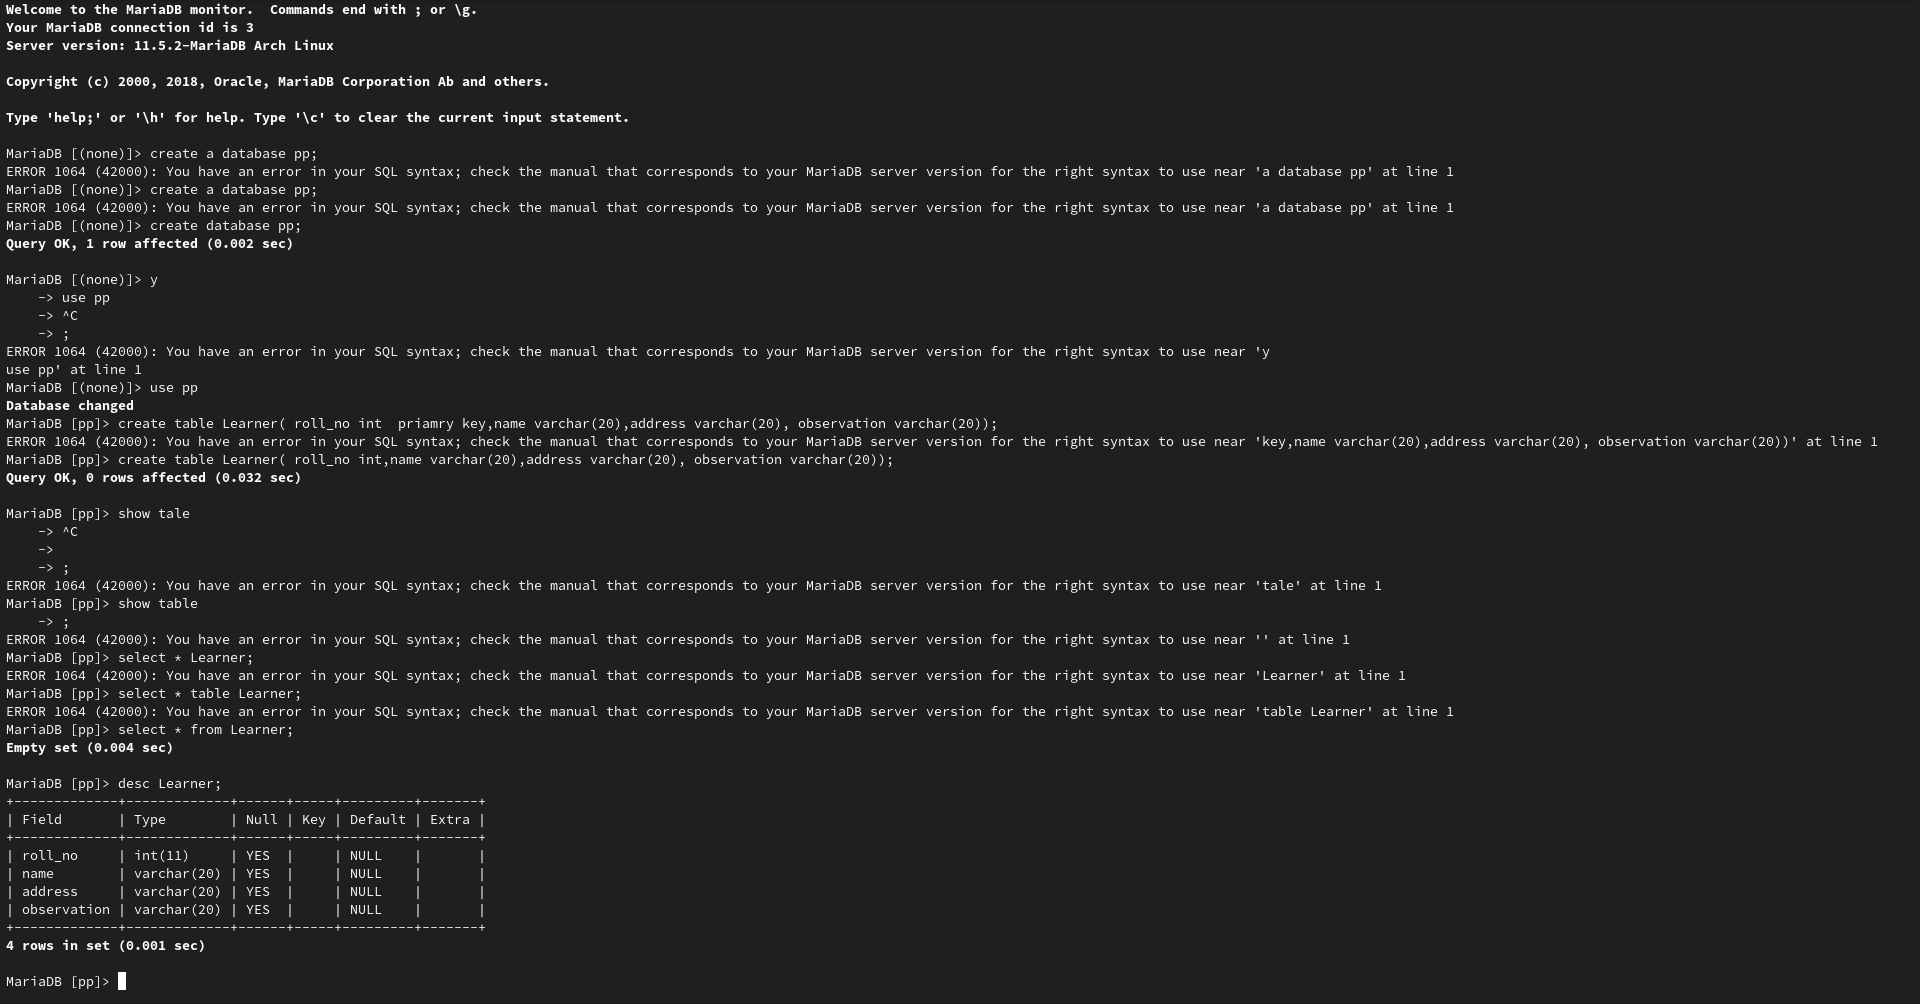 Welcome to the MariaDB monitor.  Commands end with ; or \g.
Your MariaDB connection id is 3
Server version: 11.5.2-MariaDB Arch Linux

Copyright (c) 2000, 2018, Oracle, MariaDB Corporation Ab and others.

Type 'help;' or '\h' for help. Type '\c' to clear the current input statement.

MariaDB [(none)]> create a database pp;
ERROR 1064 (42000): You have an error in your SQL syntax; check the manual that corresponds to your MariaDB server version for the right syntax to use near 'a database pp' at line 1
MariaDB [(none)]> create a database pp;
ERROR 1064 (42000): You have an error in your SQL syntax; check the manual that corresponds to your MariaDB server version for the right syntax to use near 'a database pp' at line 1
MariaDB [(none)]> create database pp;
Query OK, 1 row affected (0.002 sec)

MariaDB [(none)]> y
    -> use pp
    -> ^C
    -> ;
ERROR 1064 (42000): You have an error in your SQL syntax; check the manual that corresponds to your MariaDB server version for the right syntax to use near 'y
use pp' at line 1
MariaDB [(none)]> use pp
Database changed
MariaDB [pp]> create table Learner( roll_no int  priamry key,name varchar(20),address varchar(20), observation varchar(20));
ERROR 1064 (42000): You have an error in your SQL syntax; check the manual that corresponds to your MariaDB server version for the right syntax to use near 'key,name varchar(20),address varchar(20), observation varchar(20))' at line 1
MariaDB [pp]> create table Learner( roll_no int,name varchar(20),address varchar(20), observation varchar(20));
Query OK, 0 rows affected (0.032 sec)

MariaDB [pp]> show tale
    -> ^C
    ->
    -> ;
ERROR 1064 (42000): You have an error in your SQL syntax; check the manual that corresponds to your MariaDB server version for the right syntax to use near 'tale' at line 1
MariaDB [pp]> show table
    -> ;
ERROR 1064 (42000): You have an error in your SQL syntax; check the manual that corresponds to your MariaDB server version for the right syntax to use near '' at line 1
MariaDB [pp]> select * Learner;
ERROR 1064 (42000): You have an error in your SQL syntax; check the manual that corresponds to your MariaDB server version for the right syntax to use near 'Learner' at line 1
MariaDB [pp]> select * table Learner;
ERROR 1064 (42000): You have an error in your SQL syntax; check the manual that corresponds to your MariaDB server version for the right syntax to use near 'table Learner' at line 1
MariaDB [pp]> select * from Learner;
Empty set (0.004 sec)

MariaDB [pp]> desc Learner;
+-------------+-------------+------+-----+---------+-------+
| Field       | Type        | Null | Key | Default | Extra |
+-------------+-------------+------+-----+---------+-------+
| roll_no     | int(11)     | YES  |     | NULL    |       |
| name        | varchar(20) | YES  |     | NULL    |       |
| address     | varchar(20) | YES  |     | NULL    |       |
| observation | varchar(20) | YES  |     | NULL    |       |
+-------------+-------------+------+-----+---------+-------+
4 rows in set (0.001 sec)

MariaDB [pp]>